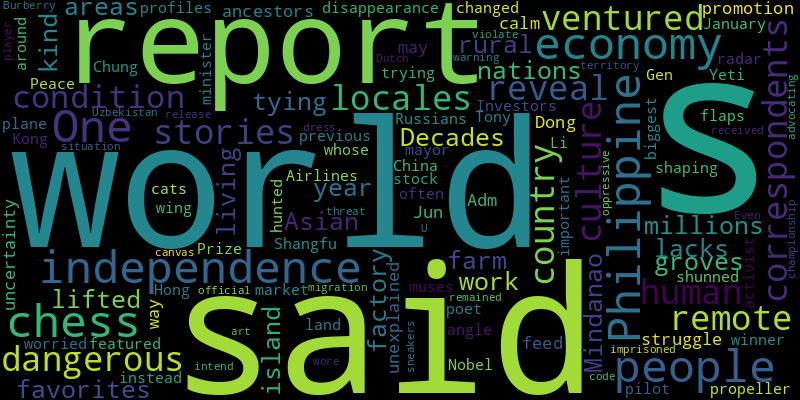 Burberry
areas
profiles
ancestors
disappearance
changed
promotion
player
around
kind
report
minister
Chung
may
trying
calm
ventured
January
violate
Dutch
warning
rural
economy
territory
nations
radar
Peace
condition
tying
locales
reveal
Gen
Yeti
Uzbekistan
release
plane
Kong
One
stories
dress
previous
Russians
Investors
Tony
Dong
correspondents
advocating
flaps
received
situation
whose
Decades
mayor
Li
culture
Philippine
biggest
S
shaping
world
living
Airlines
China
stock
often
country
oppressive
cats
wing
year
hunted
Asian
threat
Jun
Adm
U
important
millions
Even
championship
uncertainty
Prize
Shangfu
canvas
independence
factory
unexplained
farm
Mindanao
lacks
groves
shunned
activist
Hong
official
market
migration
muses
work
human
lifted
way
said
remained
poet
remote
chess
island
land
sneakers
angle
art
worried
featured
struggle
winner
dangerous
instead
intend
wore
Nobel
feed
imprisoned
people
code
pilot
propeller
favorites